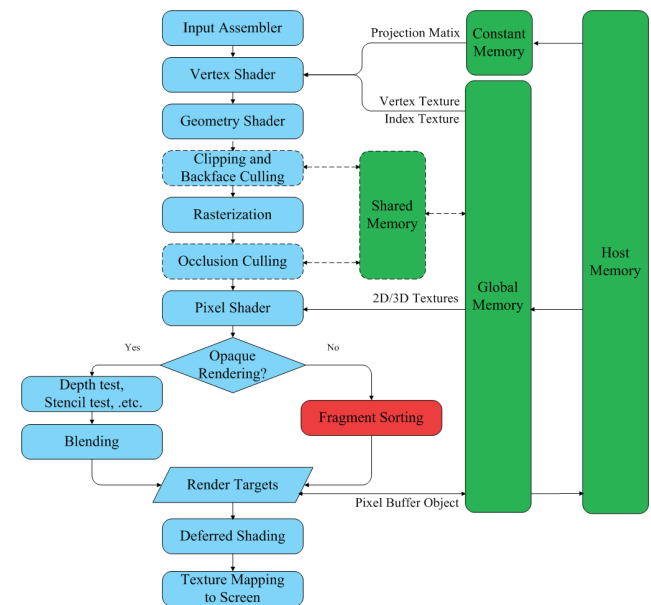 Input Assembler
Projection Matix
Constant
Memory
Vertex Shader
Vertex Texture
Index Texture
Geometry Shader
Clipping and
Backface Culling
Shared
Memory
Rasterization
Host
Memory
Occlusion Culling
Global
Memory
Pixel Shader
2D/3D Textures
Yes
No
Opaque
Rendering?
Depth test,
Stencil test, .etc.
Fragment Sorting
Blending
Render Targets
Pixel Buffer Object
Deferred Shading
Texture Mapping
to Screen